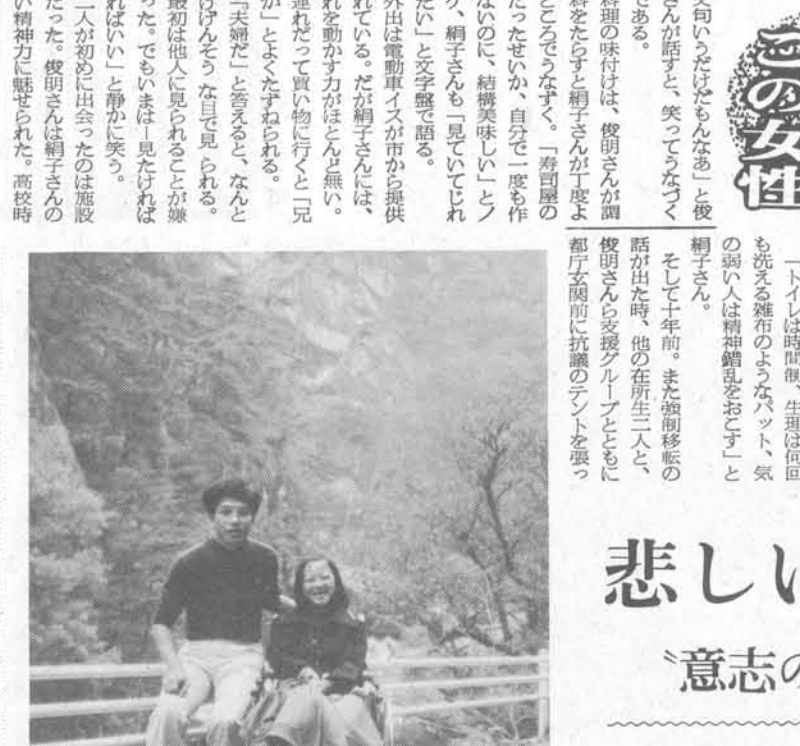 この女性
文句いうだけだもんなあ」と俊
さんが話すと、笑ってうなづく
である。
料理の味付けは、俊明さんが調
料をたらすと絹子さんが丁度よ
ところでうなずく。「寿司屋の
だったせいか、自分で一度も作
ないのに、結構美味しい」とノ
、絹子さんも「見ていてじれ
たい」と文字盤で語る。
外出は電動車イスが市から提供
れている。だが絹子さんには、
れを動かす力がほとんど無い。
連れだって買い物に行くと「兄
か」とよくたずねられる。
「夫婦だ」と答えると、なんと
けげんそう な目で見 られる。
最初は他人に見られることが嫌
った。でもいまは―見たければ
ればいい」と静かに笑う。
二人が初めに出会ったのは施設
だった。俊明さんは絹子さんの
い精神力に魅せられた。高校時
「トイレは時間制、生理は何回
も洗える雑布のようなパット、気
の弱い人は精神錯乱をおこす」と
絹子さん。
そして十年前。また強制移転の
話が出た時、他の在所生二人と、
俊明さんら支援グループとともに
都庁玄関前に抗議のテントを張っ
悲しい
〝意志の